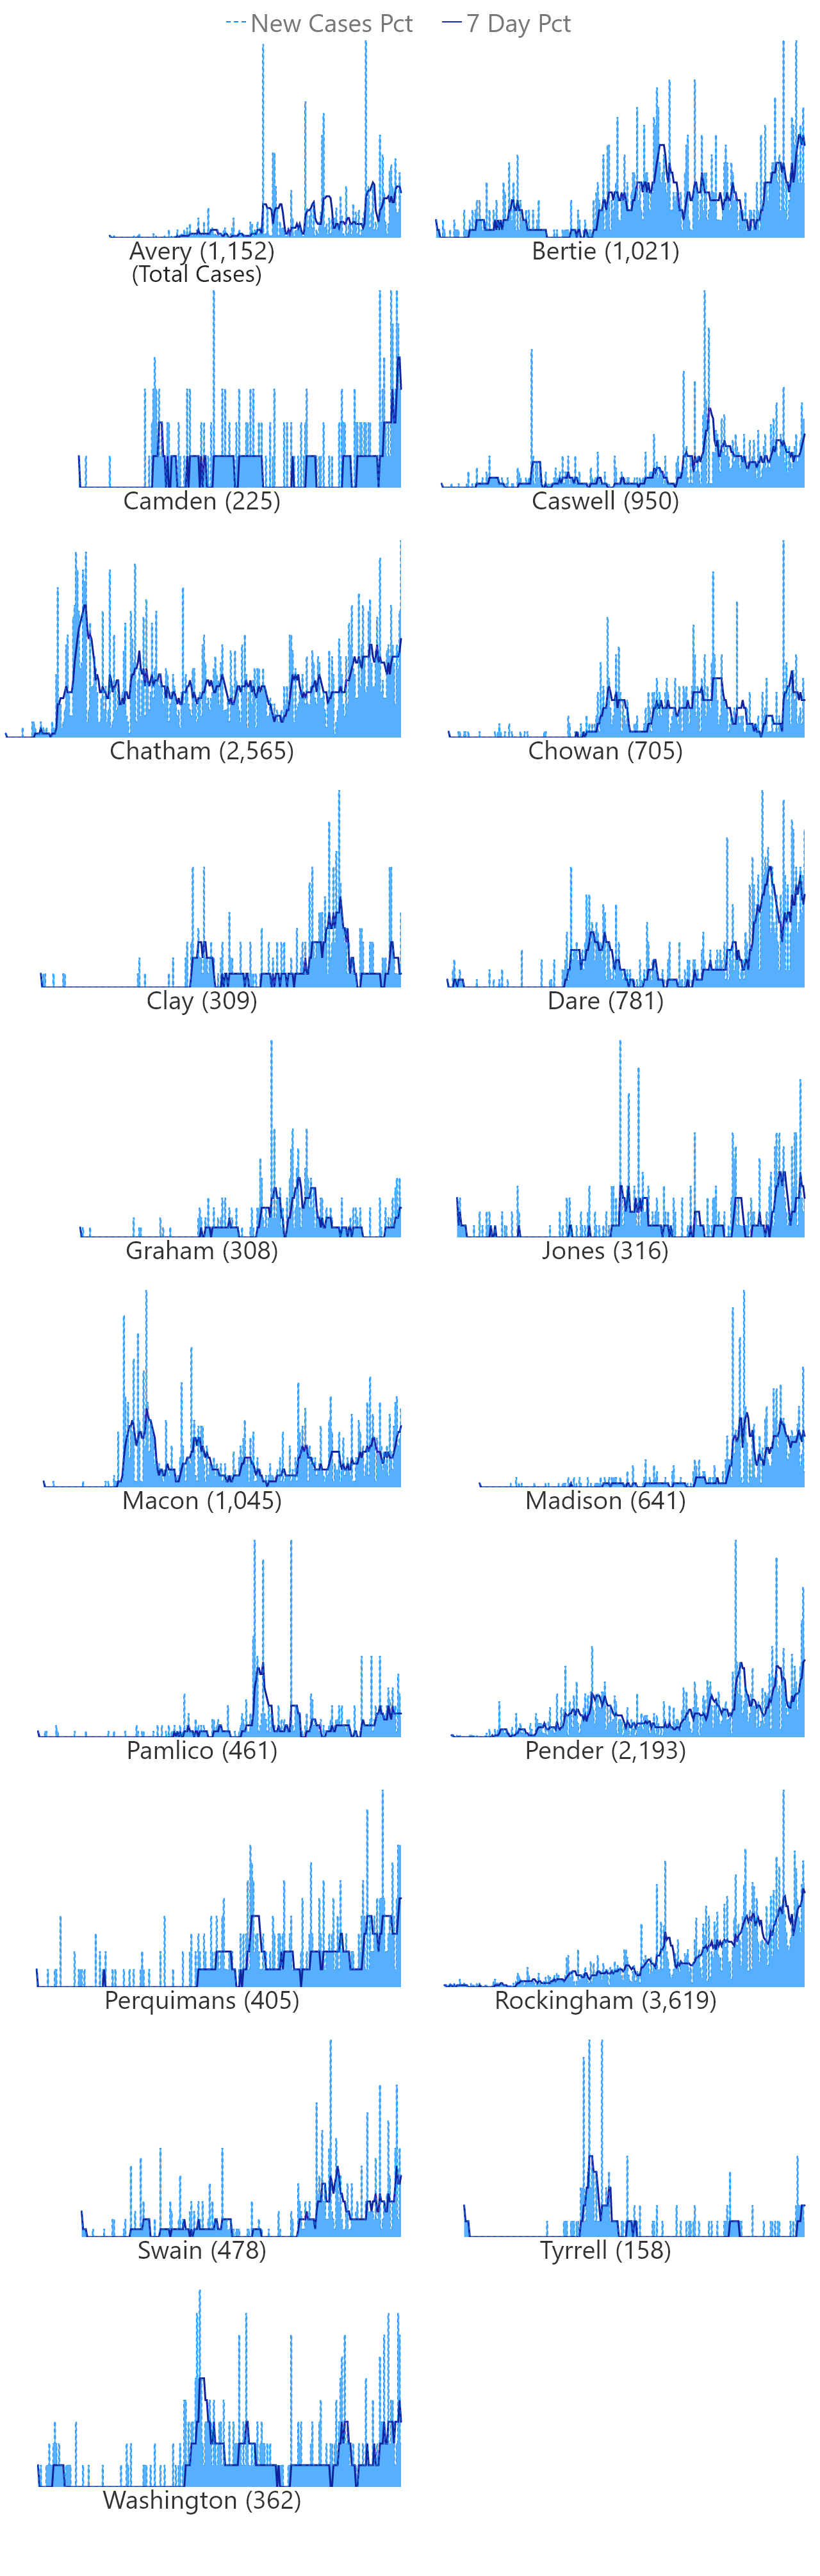 New Cases Pct 7 Day Pct
Avery (1,152) Bertie (1,021)
(Total Cases)
Camden (225) Caswell (950)
Chatham (2,565) Chowan (705)
Clay (309) Dare (781)
Graham (308) Jones (316)
Macon (1,045) Madison (641)
Pamlico (461) Pender (2,193)
Perquimans (405) Rockingham (3,619)
Swain (478) Tyrrell (158)
Washington (362)